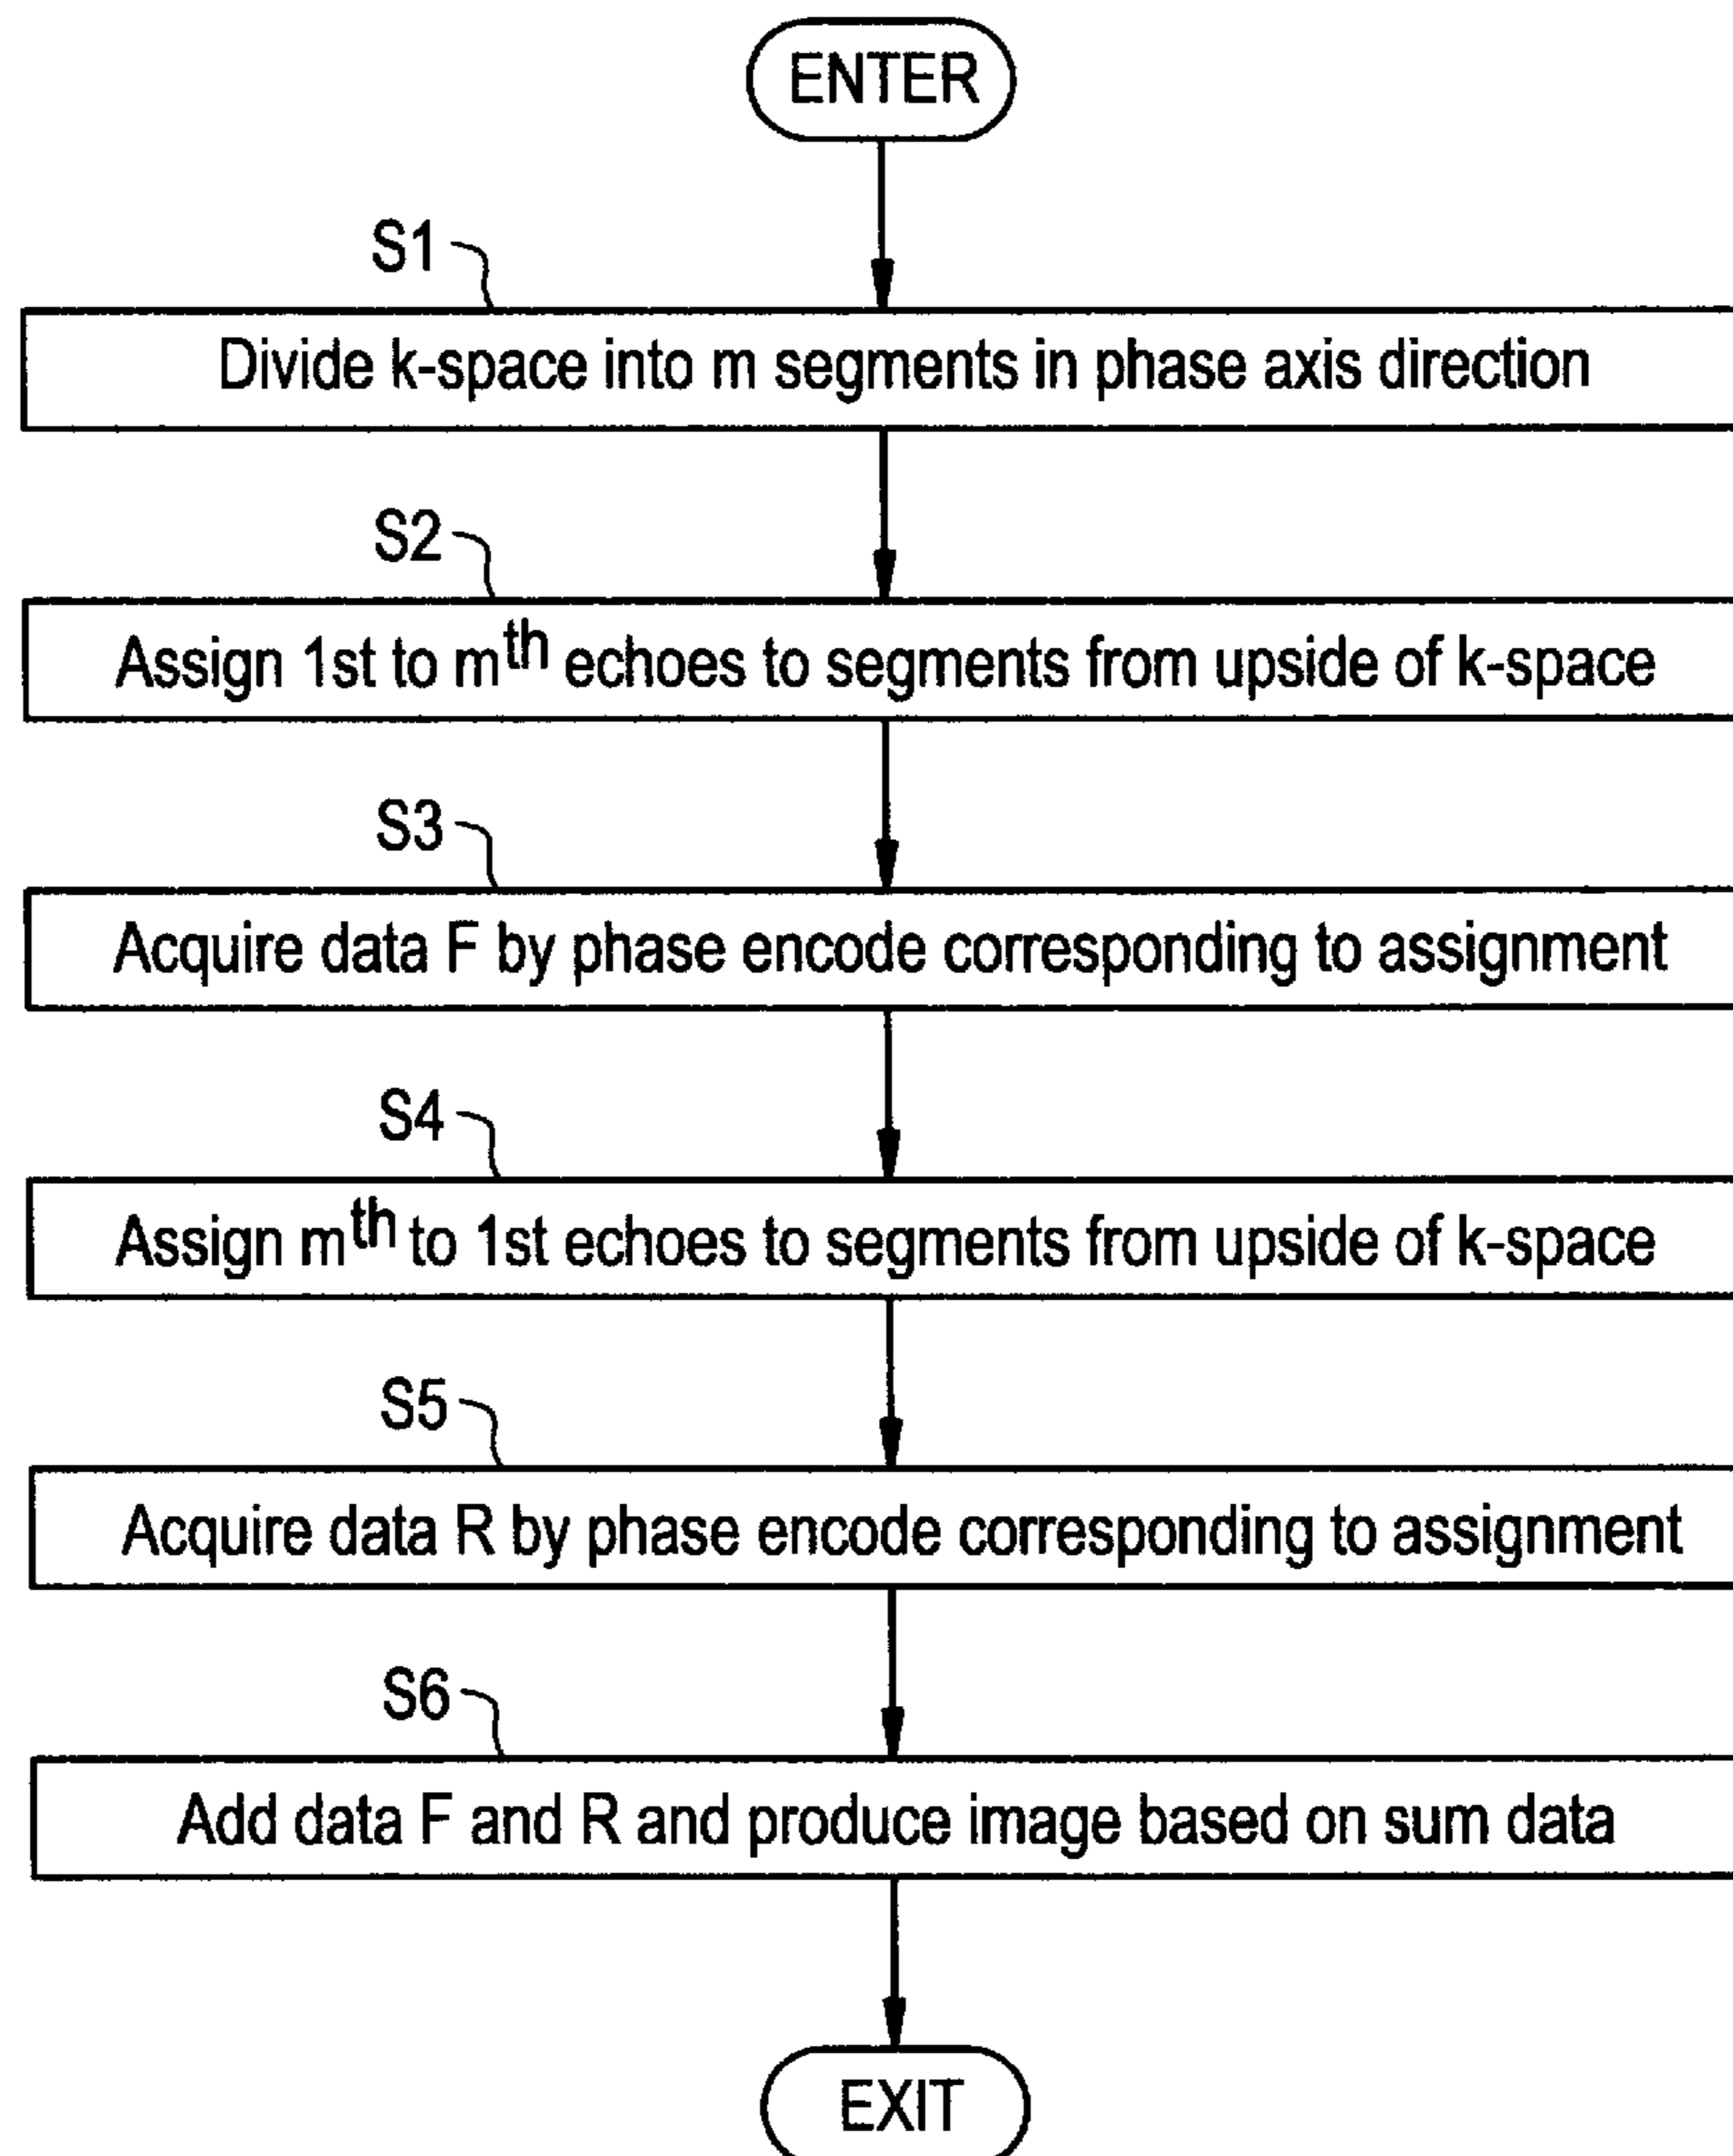 ENTER
S1
Divide k-space into m segments in phase axis direction
S2
Assign 1st to mth echoes to segments from upside of k-space
S3
Acquire data F by phase encode corresponding to assignment
S4
Assign mth to 1st echoes to segments from upside of k-space
S5
Acquire data R by phase encode corresponding to assignment
S6
Add data F and R and produce image based on sum data
EXIT